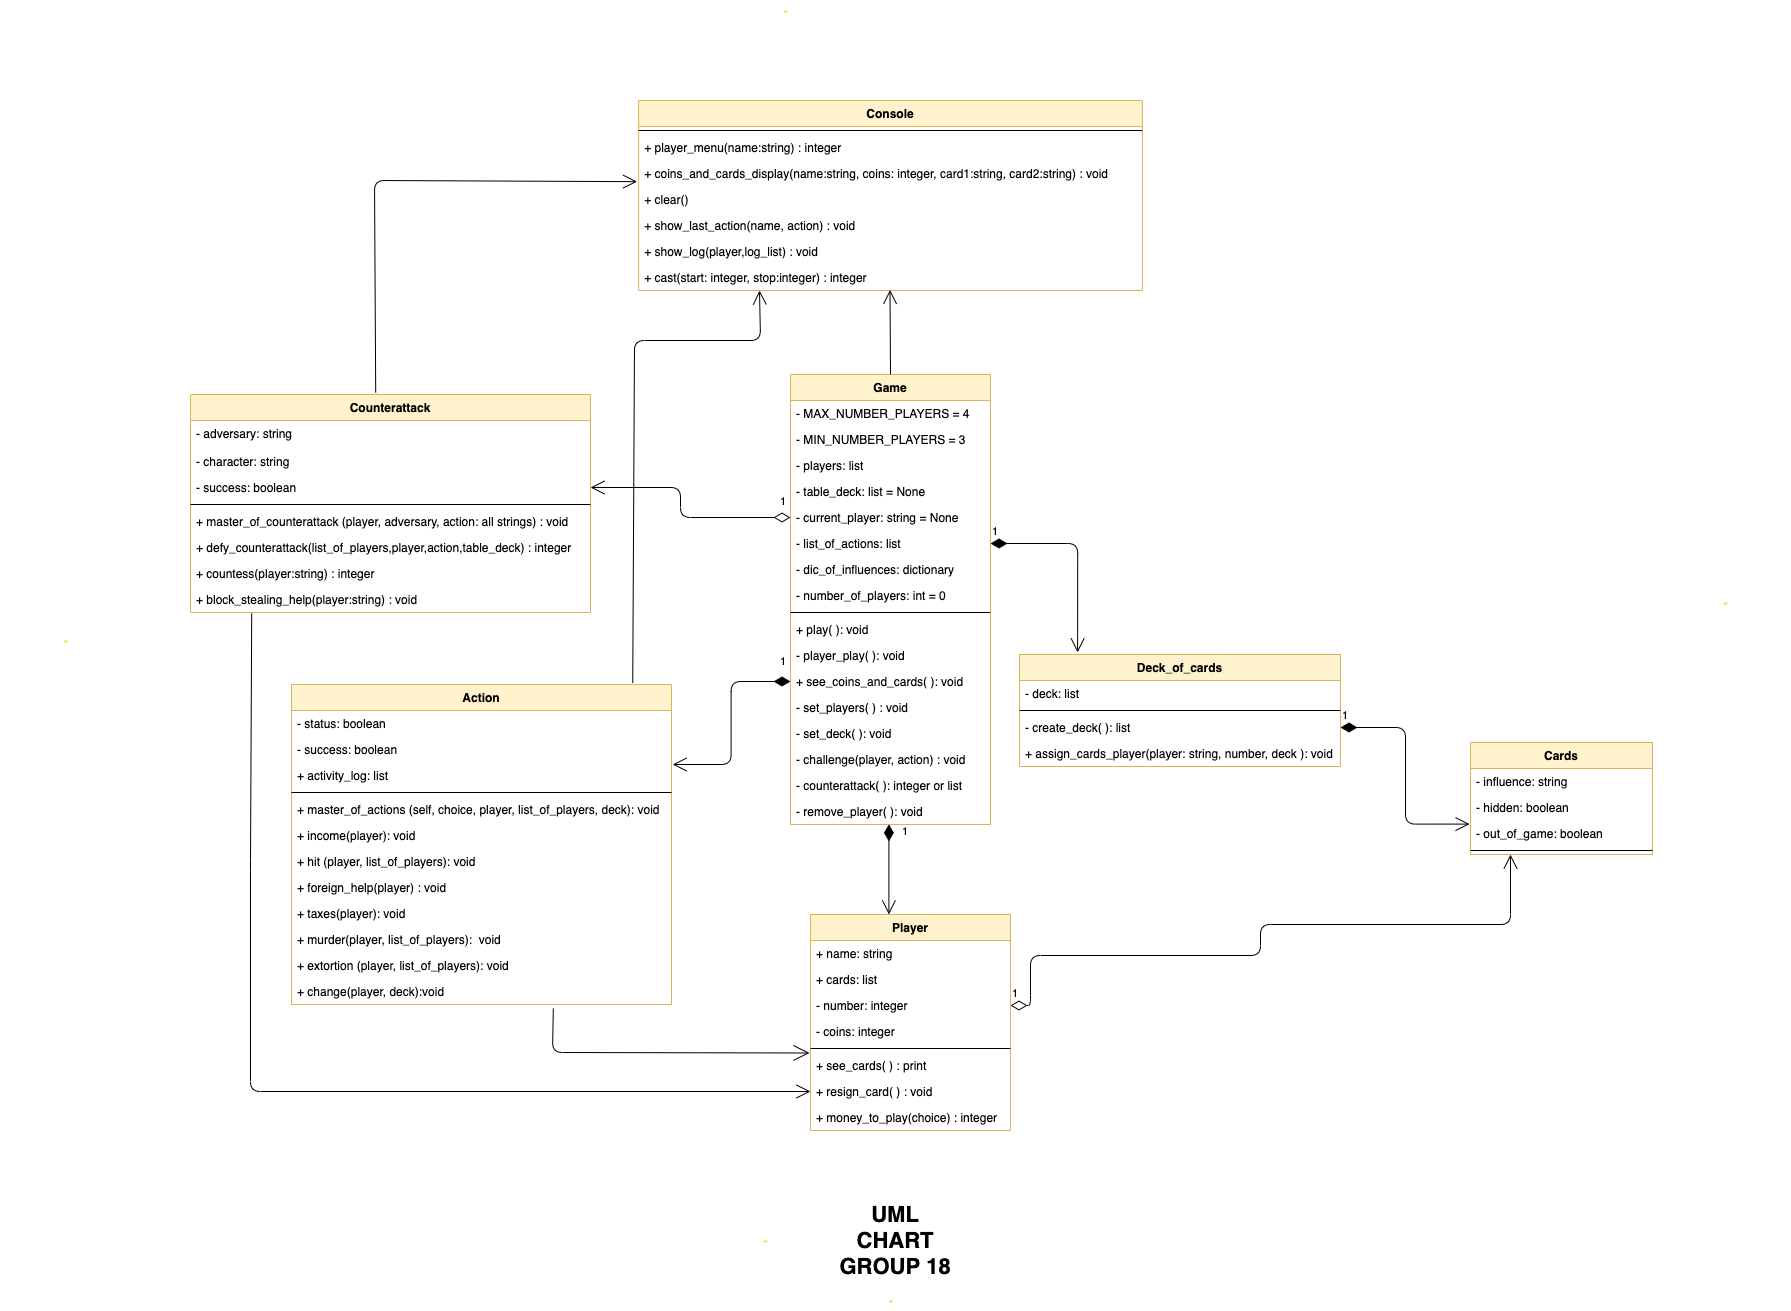 Console
+ player_menu(name:string) : integer
+ coins_and_cards_display(name:string, coins: integer, card1:string, card2:string) : void
+ clear()
+ show_last_action(name, action) : void
+ show_log(player,log_list) : void
+ cast(start: integer, stop:integer) : integer
Counterattack
- adversary: string
- character: string
- success: boolean
+ master_of_counterattack (player, adversary, action: all strings) : void
+ defy_counterattack(list_of_players,player,action,table_deck) : integer
+ countess(player:string) : integer
+ block_stealing_help(player:string) : void
Game
- MAX_NUMBER_PLAYERS = 4
- MIN_NUMBER_PLAYERS = 3
- players: list
- table_deck: list = None
- current_player: string = None
- list_of_actions: list
- dic_of_influences: dictionary
- number_of_players: int = 0
+ play( ): void
- player_play( ): void
+ see_coins_and_cards( ): void
- set_players( ) : void
- set_deck( ): void
- challenge(player, action) : void
- counterattack( ): integer or list
- remove_player( ): void
1
1
1
1
Deck_of_cards
- deck: list
- create_deck( ): list
+ assign_cards_player(player: string, number, deck ): void
1
Cards
- influence: string
- hidden: boolean
- out_of_game: boolean
Action
- status: boolean
- success: boolean
+ activity_log: list
+ master_of_actions (self, choice, player, list_of_players, deck): void
+ income(player): void
+ hit (player, list_of_players): void
+ foreign_help(player) : void
+ taxes(player): void
+ murder(player, list_of_players):  void
+ extortion (player, list_of_players): void
+ change(player, deck):void
Player
+ name: string
+ cards: list
- number: integer
- coins: integer
+ see_cards( ) : print
+ resign_card( ) : void
+ money_to_play(choice) : integer
1
UML
CHART
GROUP 18